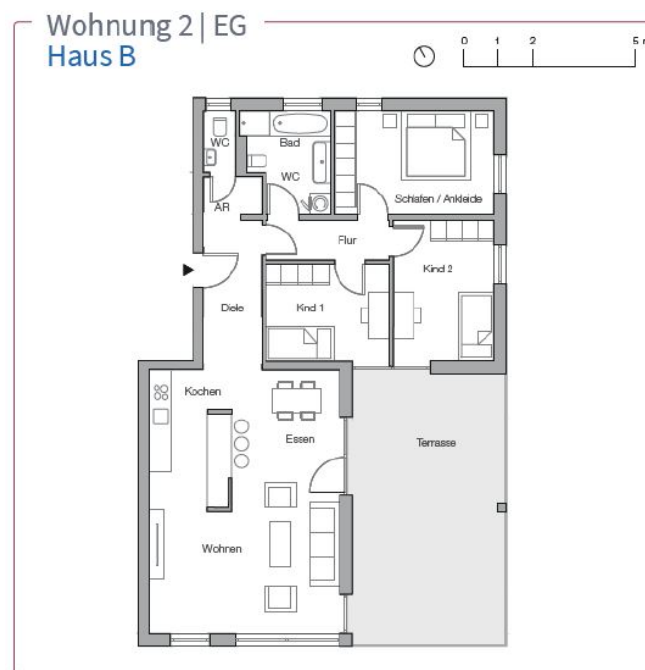 Wohnung 2 | EG
Haus B
0 1 2 5 m
WC
Bad
WC
Schlafen / Ankleide
AR
Flur
Kind 2
Diele
Kind 1
Kochen
Essen
Terrasse
Wohnen